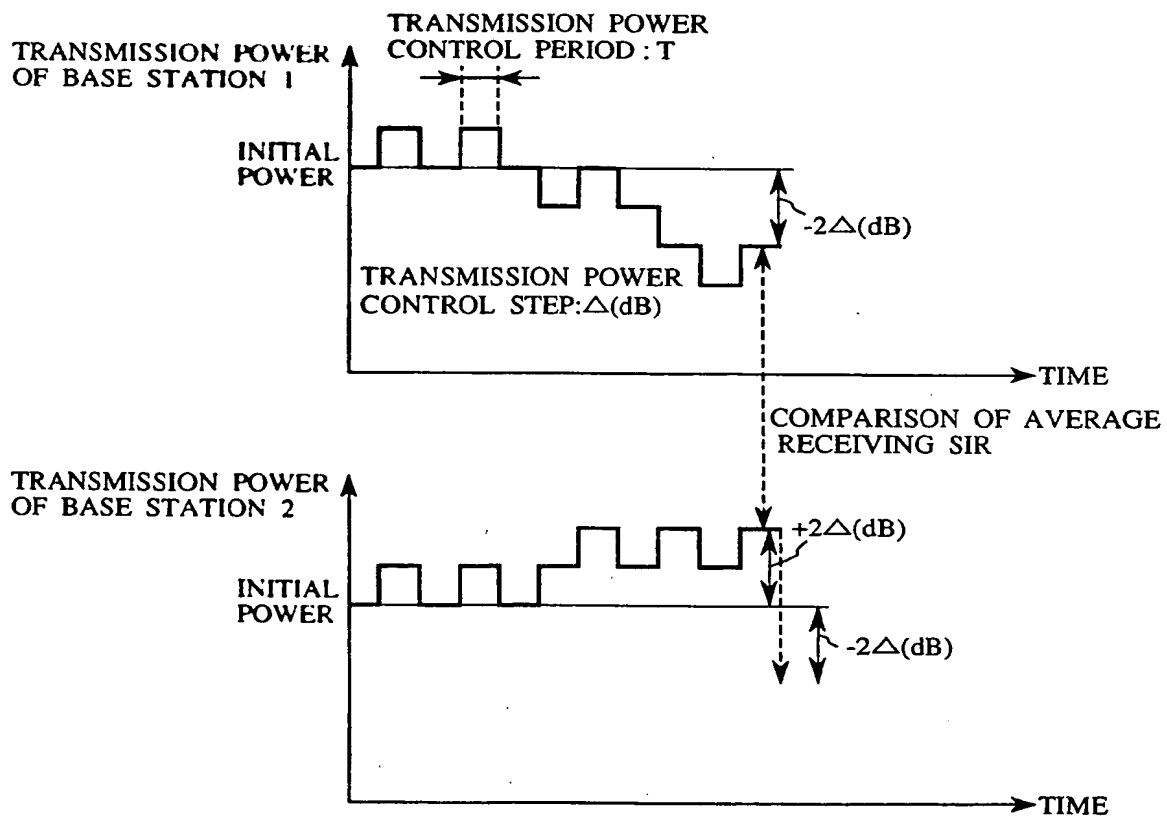 TRANSMISSION POWER
CONTROL PERIOD : T
TRANSMISSION POWER
OF BASE STATION 1
INITIAL
POWER
-2△(dB)
TRANSMISSION POWER
CONTROL STEP:△(dB)
TIME
COMPARISON OF AVERAGE
RECEIVING SIR
TRANSMISSION POWER
OF BASE STATION 2
+2△(dB)
INITIAL
POWER
-2△(dB)
TIME